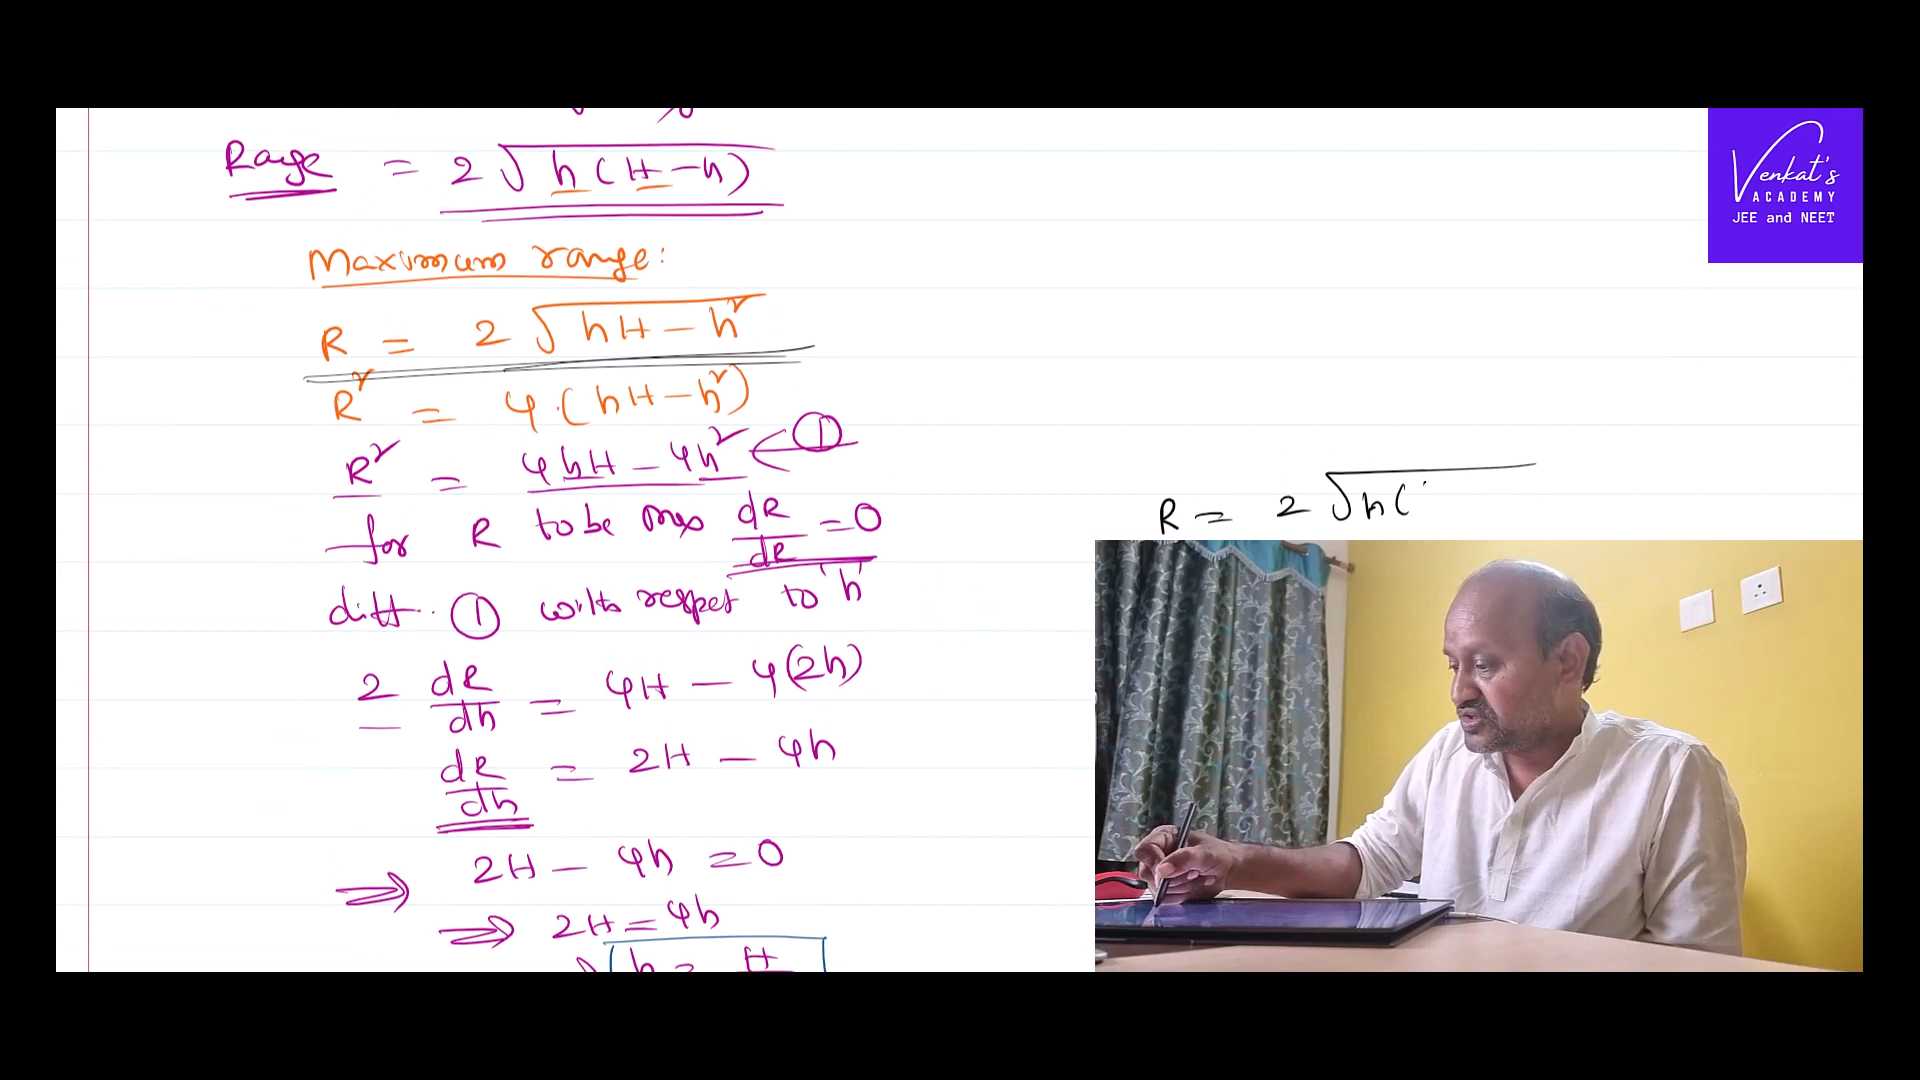 Range = 2√h(H-h)
Maximum range:
R = 2√hH-h²
R² = 4.(hH-h²)
R² = 4hH-4h² ←①
for R to be max dR/dR =0
diff. ① with respect to 'h'
2 dR/dh = 4H - 4(2h)
dR/dh = 2H - 4h
⇒ 2H - 4h = 0
⇒ 2H = 4h
h = H
R = 2√h(
Venkat's
ACADEMY
JEE and NEET